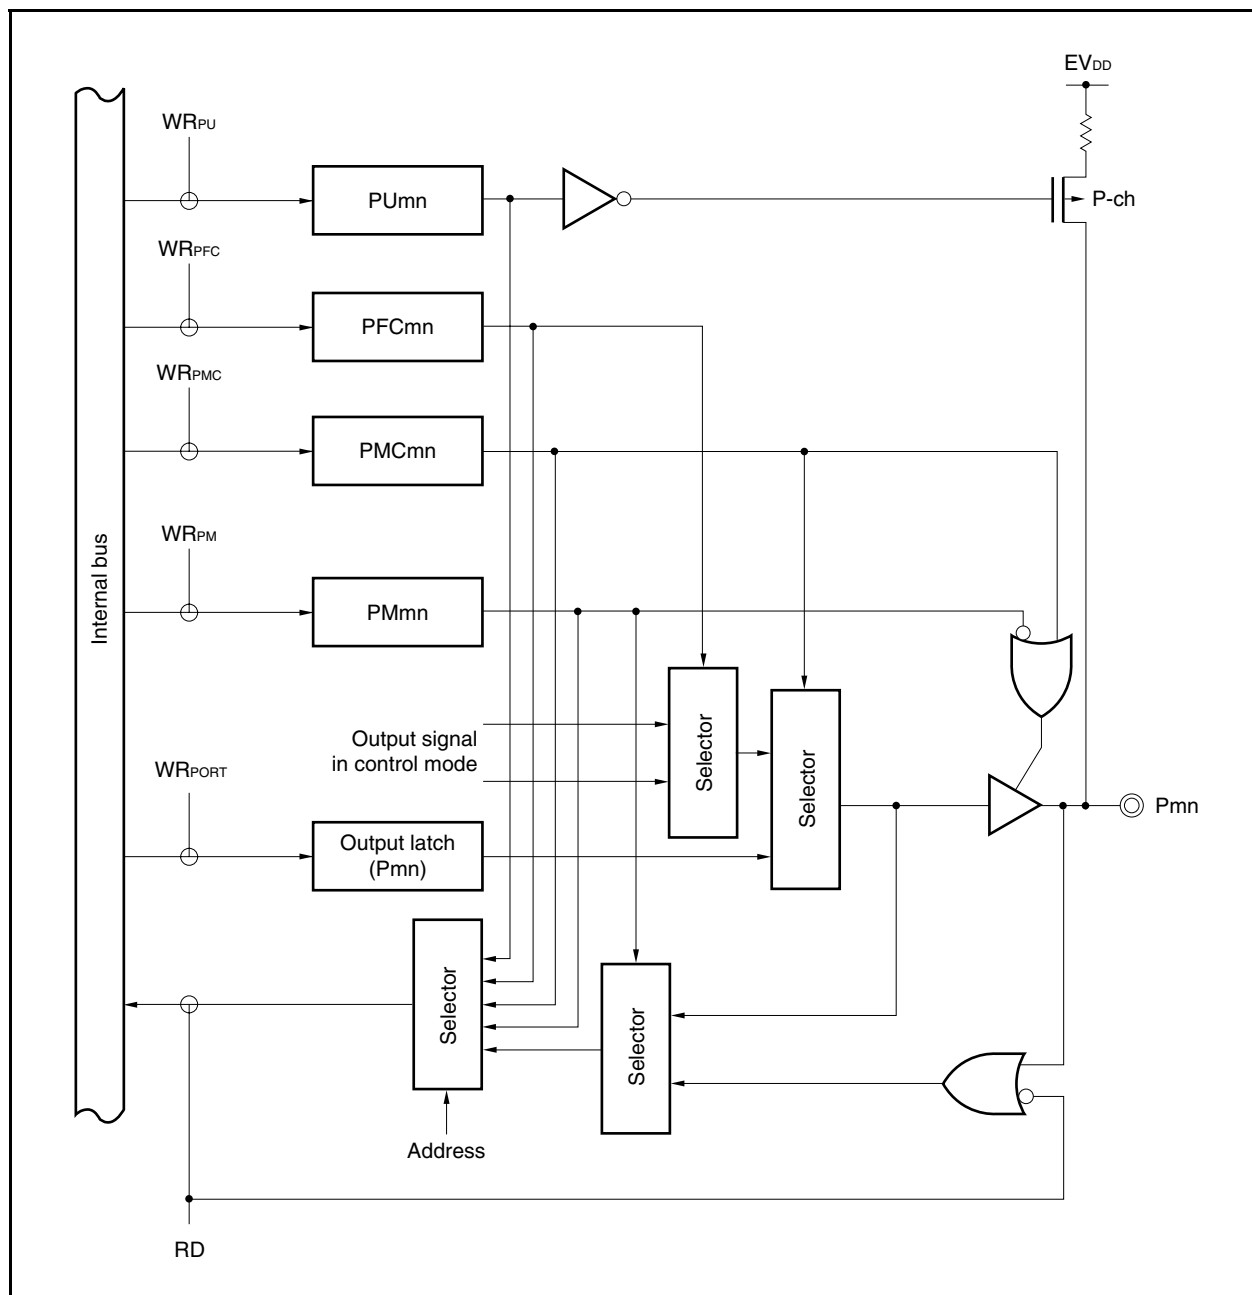 EVDD
WRPU
PUmn
P-ch
WRPFC
PFCmn
WRPMC
PMCmn
WRPM
PMmn
Internal bus
Output signal
in control mode
Selector
Selector
WRPORT
Output latch
(Pmn)
Pmn
Selector
Selector
Address
RD